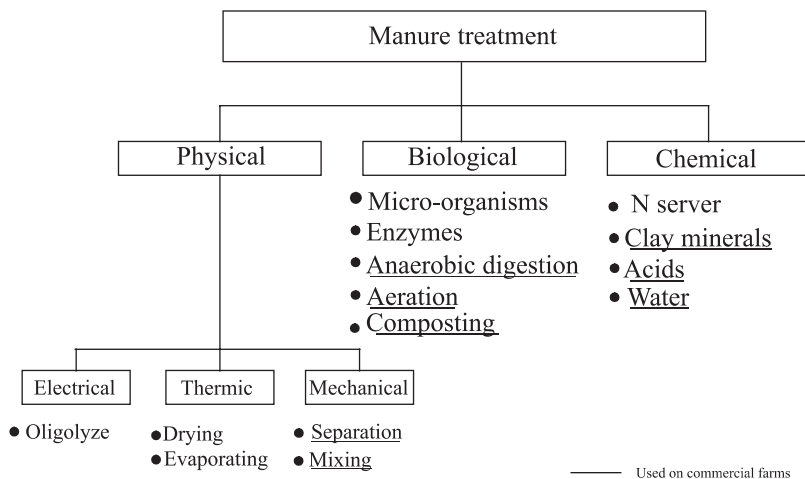 Manure treatment
Physical
Biological
Chemical
● Micro-organisms
● Enzymes
● Anaerobic digestion
● Aeration
● Composting
● N server
● Clay minerals
● Acids
● Water
Electrical
Thermic
Mechanical
● Oligolyze
● Drying
● Evaporating
● Separation
● Mixing
Used on commercial farms